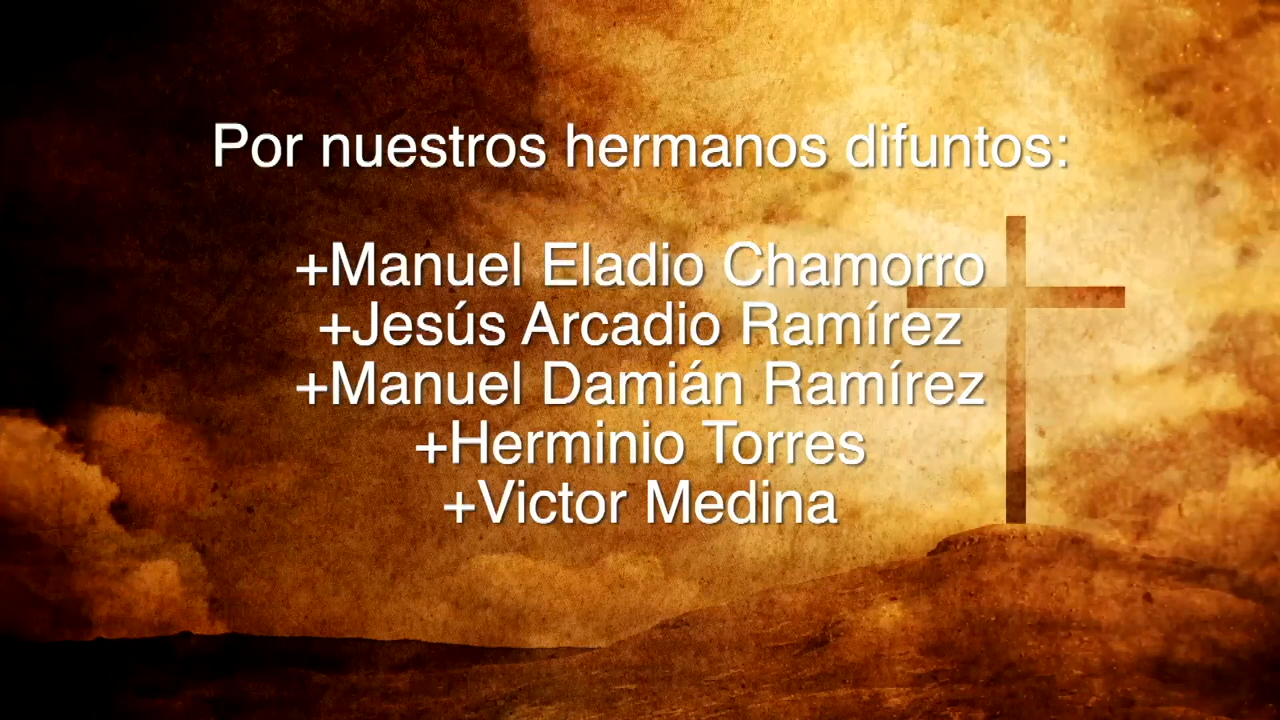 Por nuestros hermanos difuntos:
+Manuel Eladio Chamorro
+Jesús Arcadio Ramírez
+Manuel Damián Ramírez
+Herminio Torres
+Victor Medina